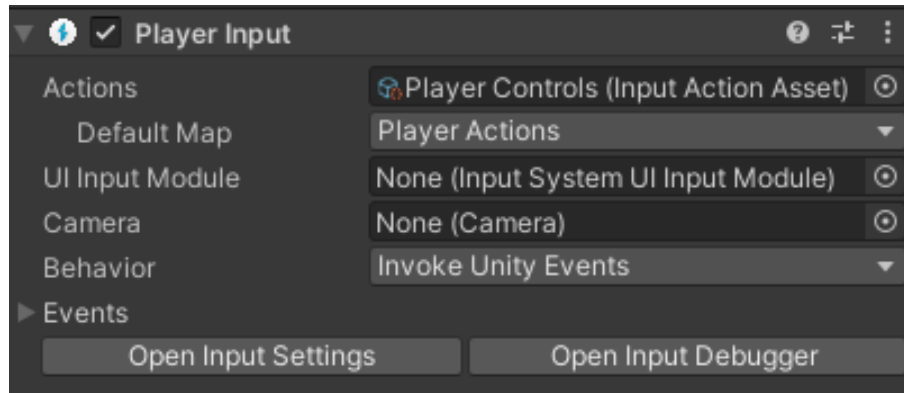 Player Input
Actions Player Controls (Input Action Asset)
Default Map Player Actions
UI Input Module None (Input System UI Input Module)
Camera None (Camera)
Behavior Invoke Unity Events
Events
Open Input Settings Open Input Debugger